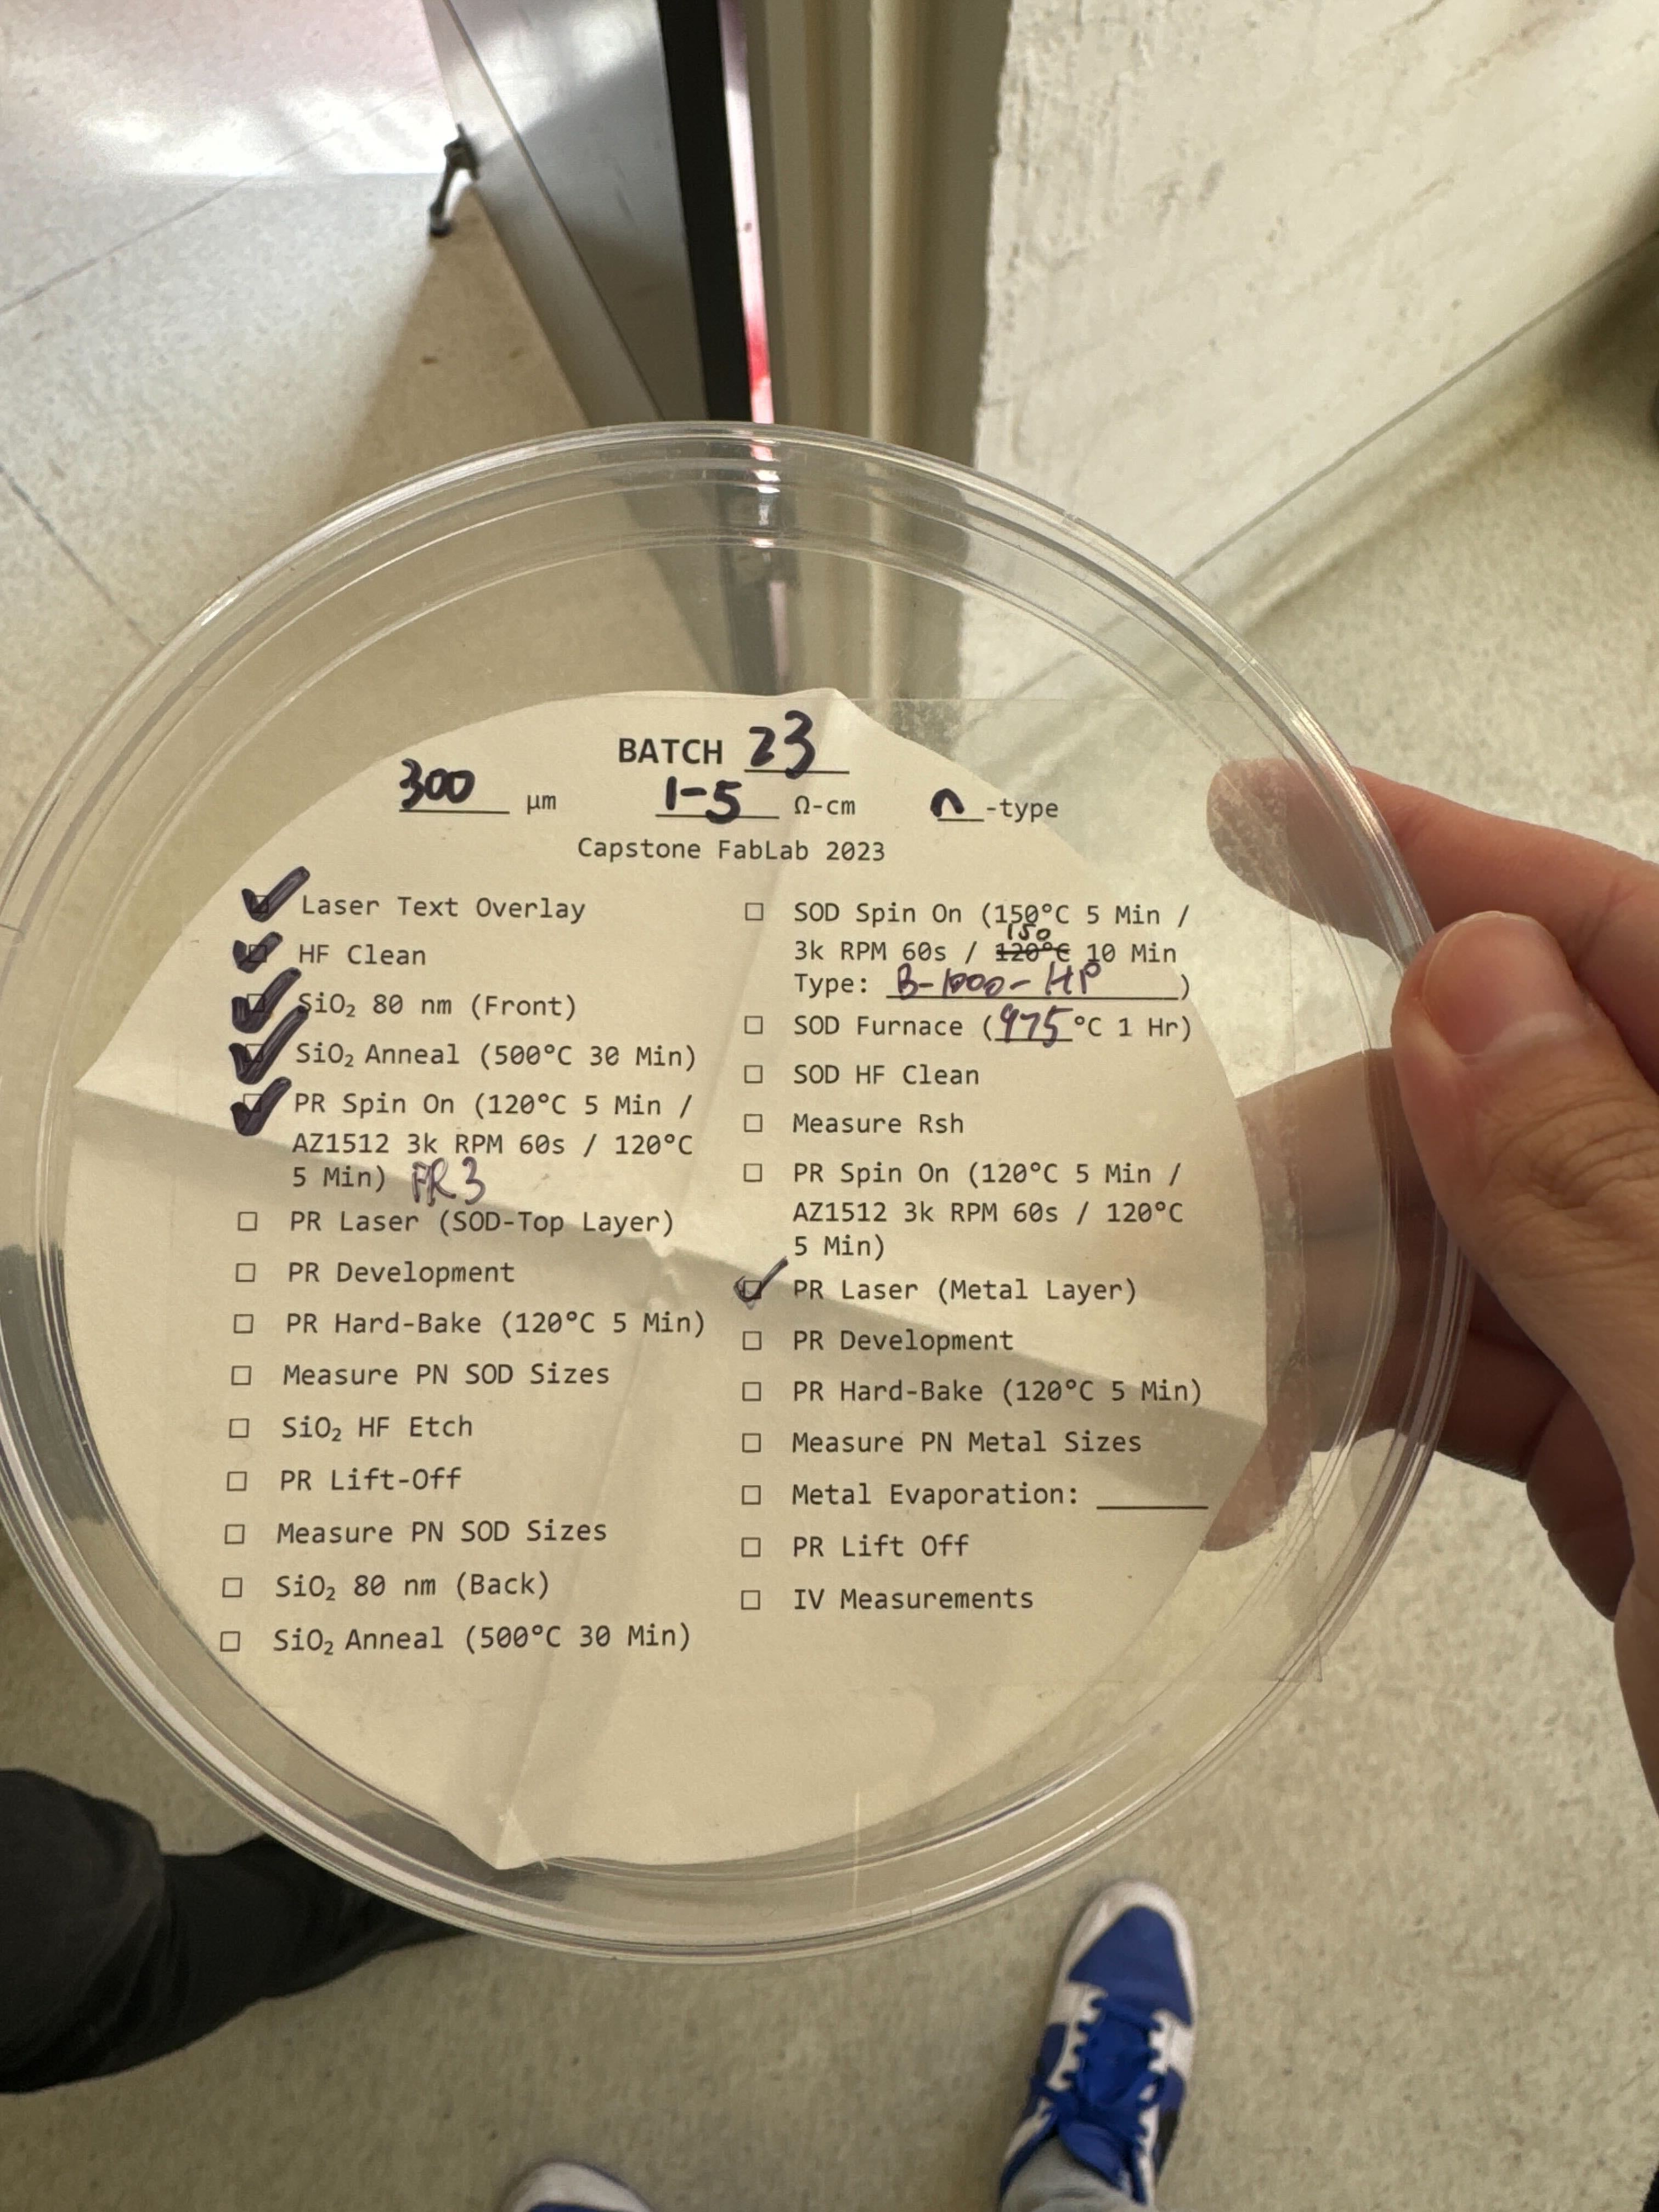 BATCH 23
300 μm 1-5 Ω-cm n-type
Capstone FabLab 2023
☑ Laser Text Overlay
☑ HF Clean
☑ SiO₂ 80 nm (Front)
☑ SiO₂ Anneal (500°C 30 Min)
☑ PR Spin On (120°C 5 Min /
AZ1512 3k RPM 60s / 120°C
5 Min) PR3
☐ PR Laser (SOD-Top Layer)
☐ PR Development
☐ PR Hard-Bake (120°C 5 Min)
☐ Measure PN SOD Sizes
☐ SiO₂ HF Etch
☐ PR Lift-Off
☐ Measure PN SOD Sizes
☐ SiO₂ 80 nm (Back)
☐ SiO₂ Anneal (500°C 30 Min)
☐ SOD Spin On (150°C 5 Min /
150
3k RPM 60s / 120°C 10 Min
Type: B-1000-HP)
☐ SOD Furnace (975°C 1 Hr)
☐ SOD HF Clean
☐ Measure Rsh
☐ PR Spin On (120°C 5 Min /
AZ1512 3k RPM 60s / 120°C
5 Min)
☑ PR Laser (Metal Layer)
☐ PR Development
☐ PR Hard-Bake (120°C 5 Min)
☐ Measure PN Metal Sizes
☐ Metal Evaporation: ______
☐ PR Lift Off
☐ IV Measurements